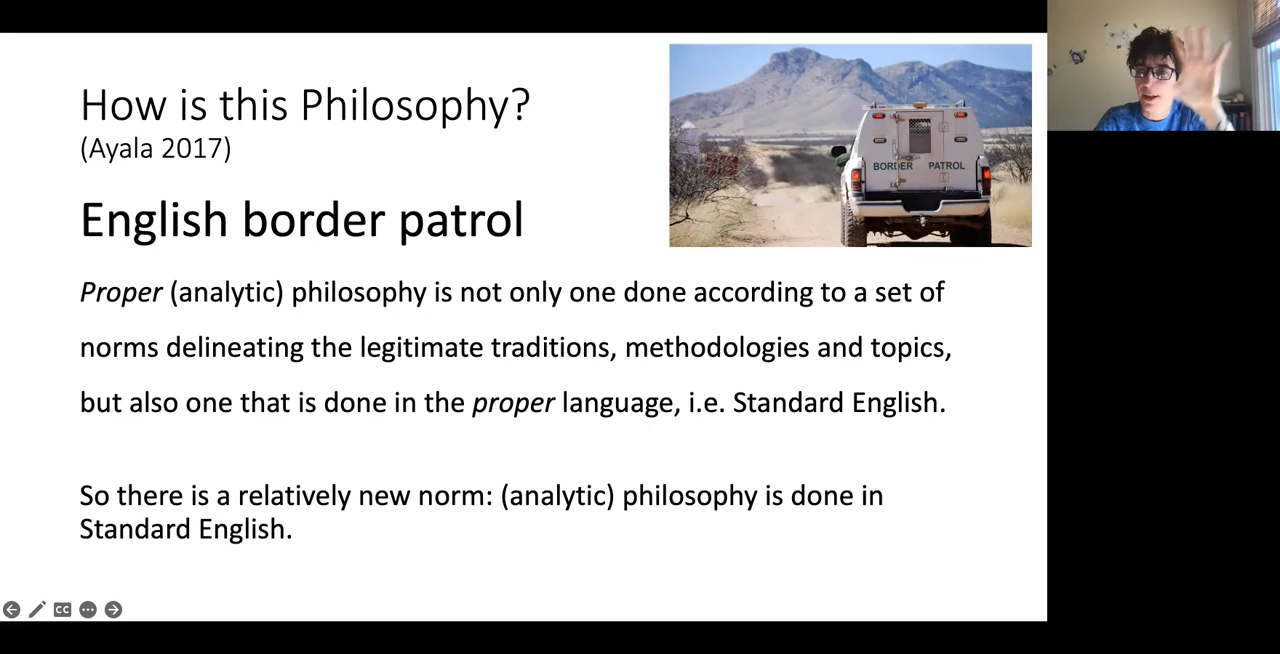 How is this Philosophy?
(Ayala 2017)
English border patrol
Proper (analytic) philosophy is not only one done according to a set of
norms delineating the legitimate traditions, methodologies and topics,
but also one that is done in the proper language, i.e. Standard English.
So there is a relatively new norm: (analytic) philosophy is done in
Standard English.
BORDER PATROL
CC